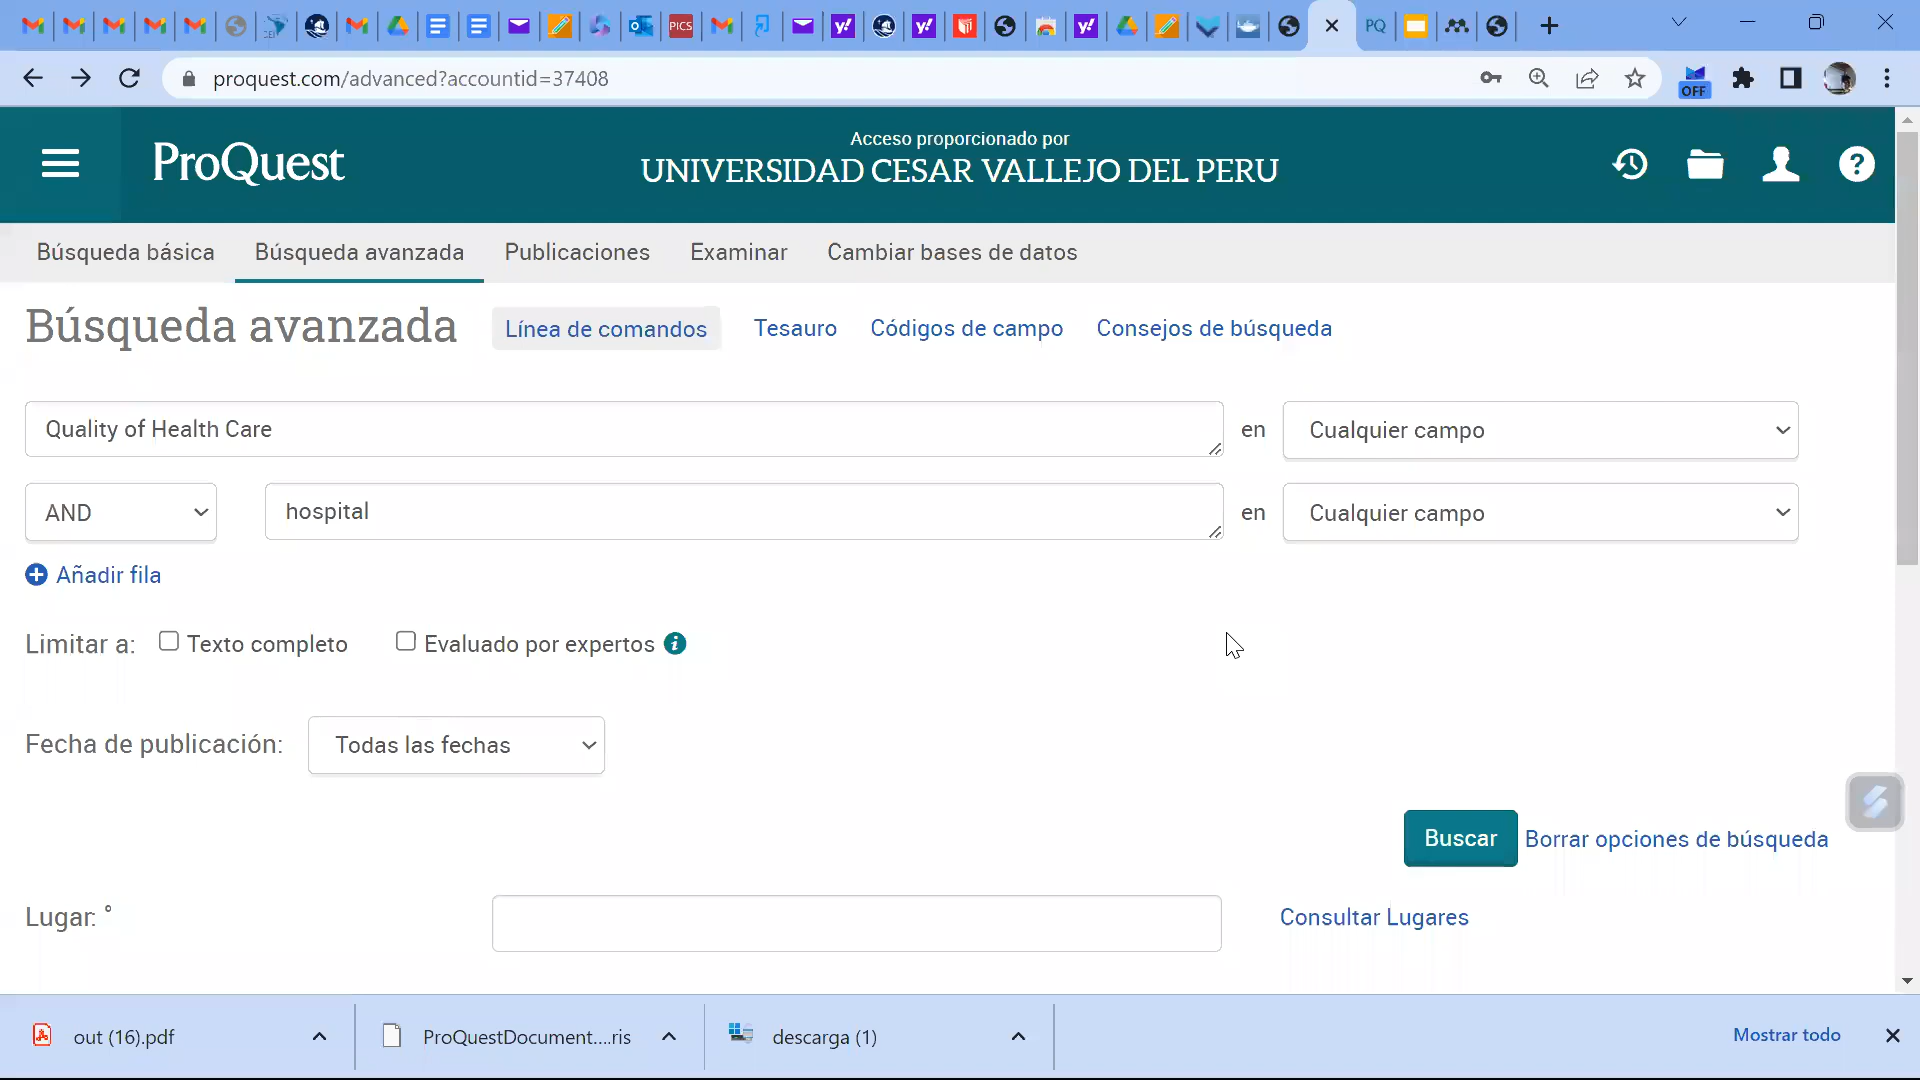 proquest.com/advanced?accountid=37408
OFF
ProQuest
Acceso proporcionado por
UNIVERSIDAD CESAR VALLEJO DEL PERU
Búsqueda básica Búsqueda avanzada Publicaciones Examinar Cambiar bases de datos
Búsqueda avanzada Línea de comandos Tesauro Códigos de campo Consejos de búsqueda
Quality of Health Care en Cualquier campo
AND hospital en Cualquier campo
Añadir fila
Limitar a: Texto completo Evaluado por expertos
Fecha de publicación: Todas las fechas
Buscar Borrar opciones de búsqueda
Lugar: ° Consultar Lugares
out (16).pdf ProQuestDocument....ris descarga (1) Mostrar todo